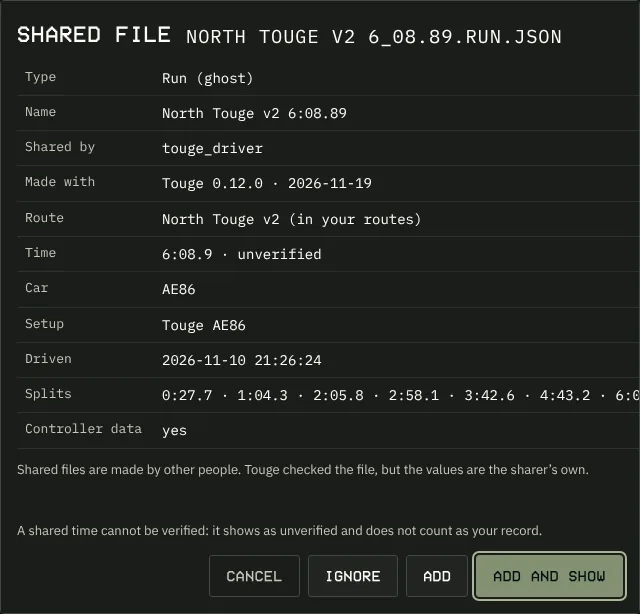 SHARED FILE NORTH TOUGE V2 6_08.89.RUN.JSON
Type Run (ghost)
Name North Touge v2 6:08.89
Shared by touge_driver
Made with Touge 0.12.0 · 2026-11-19
Route North Touge v2 (in your routes)
Time 6:08.9 · unverified
Car AE86
Setup Touge AE86
Driven 2026-11-10 21:26:24
Splits 0:27.7 · 1:04.3 · 2:05.8 · 2:58.1 · 3:42.6 · 4:43.2 ·
Controller data yes
Shared files are made by other people. Touge checked the file, but the values are the sharer’s own.
A shared time cannot be verified: it shows as unverified and does not count as your record.
CANCEL IGNORE ADD ADD AND SHOW